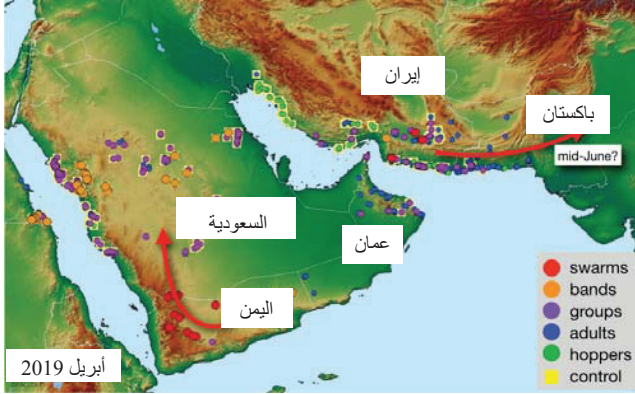 إيران
باكستان
mid-June?
السعودية
عمان
اليمن
swarms
bands
groups
adults
hoppers
control
أبريل 2019